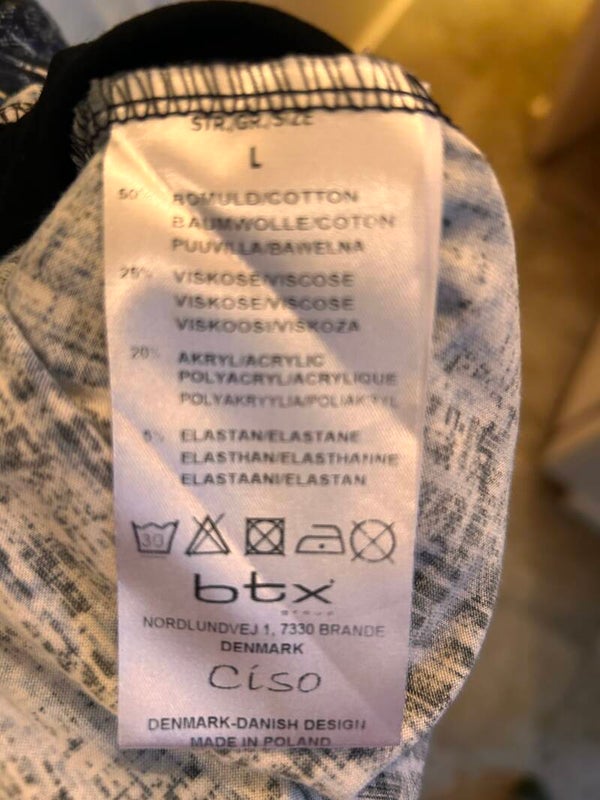 STR./GR./SIZE
L
50% BOMULD/COTTON
BAUMWOLLE/COTON
PUUVILLA/BAWELNA
25% VISKOSE/VISCOSE
VISKOSE/VISCOSE
VISKOOSI/VISKOZA
20% AKRYL/ACRYLIC
POLYACRYL/ACRYLIQUE
POLYAKRYYLIA/POLIAKRYL
5% ELASTAN/ELASTANE
ELASTHAN/ELASTHANNE
ELASTAANI/ELASTAN
30
btx
group
NORDLUNDVEJ 1, 7330 BRANDE
DENMARK
Ciso
DENMARK-DANISH DESIGN
MADE IN POLAND